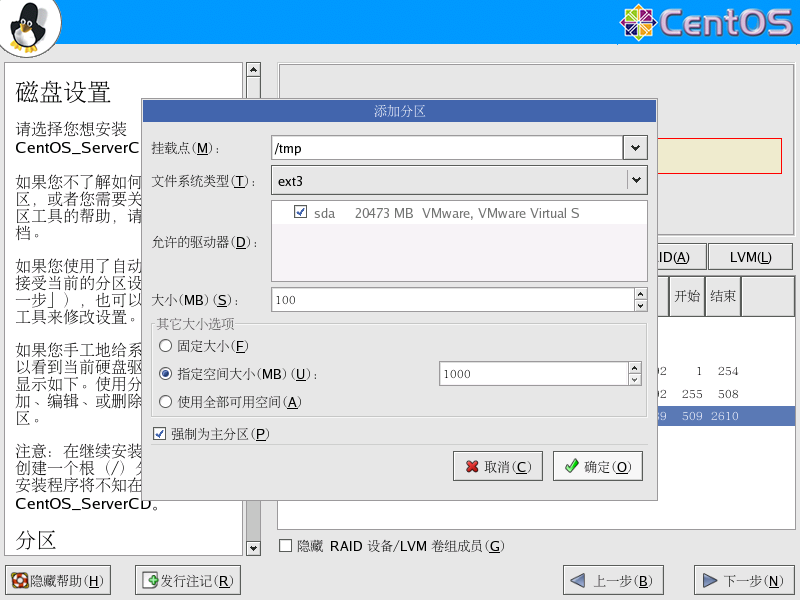 CentOS
磁盘设置
请选择您想安装
CentOS_ServerC
如果您不了解如何
区，或者您需要关
区工具的帮助，请
档。
如果您使用了自动
接受当前的分区设
一步」），也可以
工具来修改设置。
如果您手工地给系
以看到当前硬盘驱
显示如下。使用分
加、编辑、或删除
区。
注意：在继续安装
创建一个根（/）分
安装程序将不知在
CentOS_ServerCD。
分区
添加分区
挂载点(M)：
/tmp
文件系统类型(T)：
ext3
允许的驱动器(D)：
sda 20473 MB VMware, VMware Virtual S
大小(MB)(S)：
100
其它大小选项
固定大小(F)
指定空间大小(MB)(U)：
1000
使用全部可用空间(A)
强制为主分区(P)
取消(C)
确定(O)
ID(A)
LVM(L)
开始
结束
1 254
92 255 508
509 2610
隐藏 RAID 设备/LVM 卷组成员(G)
隐藏帮助(H)
发行注记(R)
上一步(B)
下一步(N)